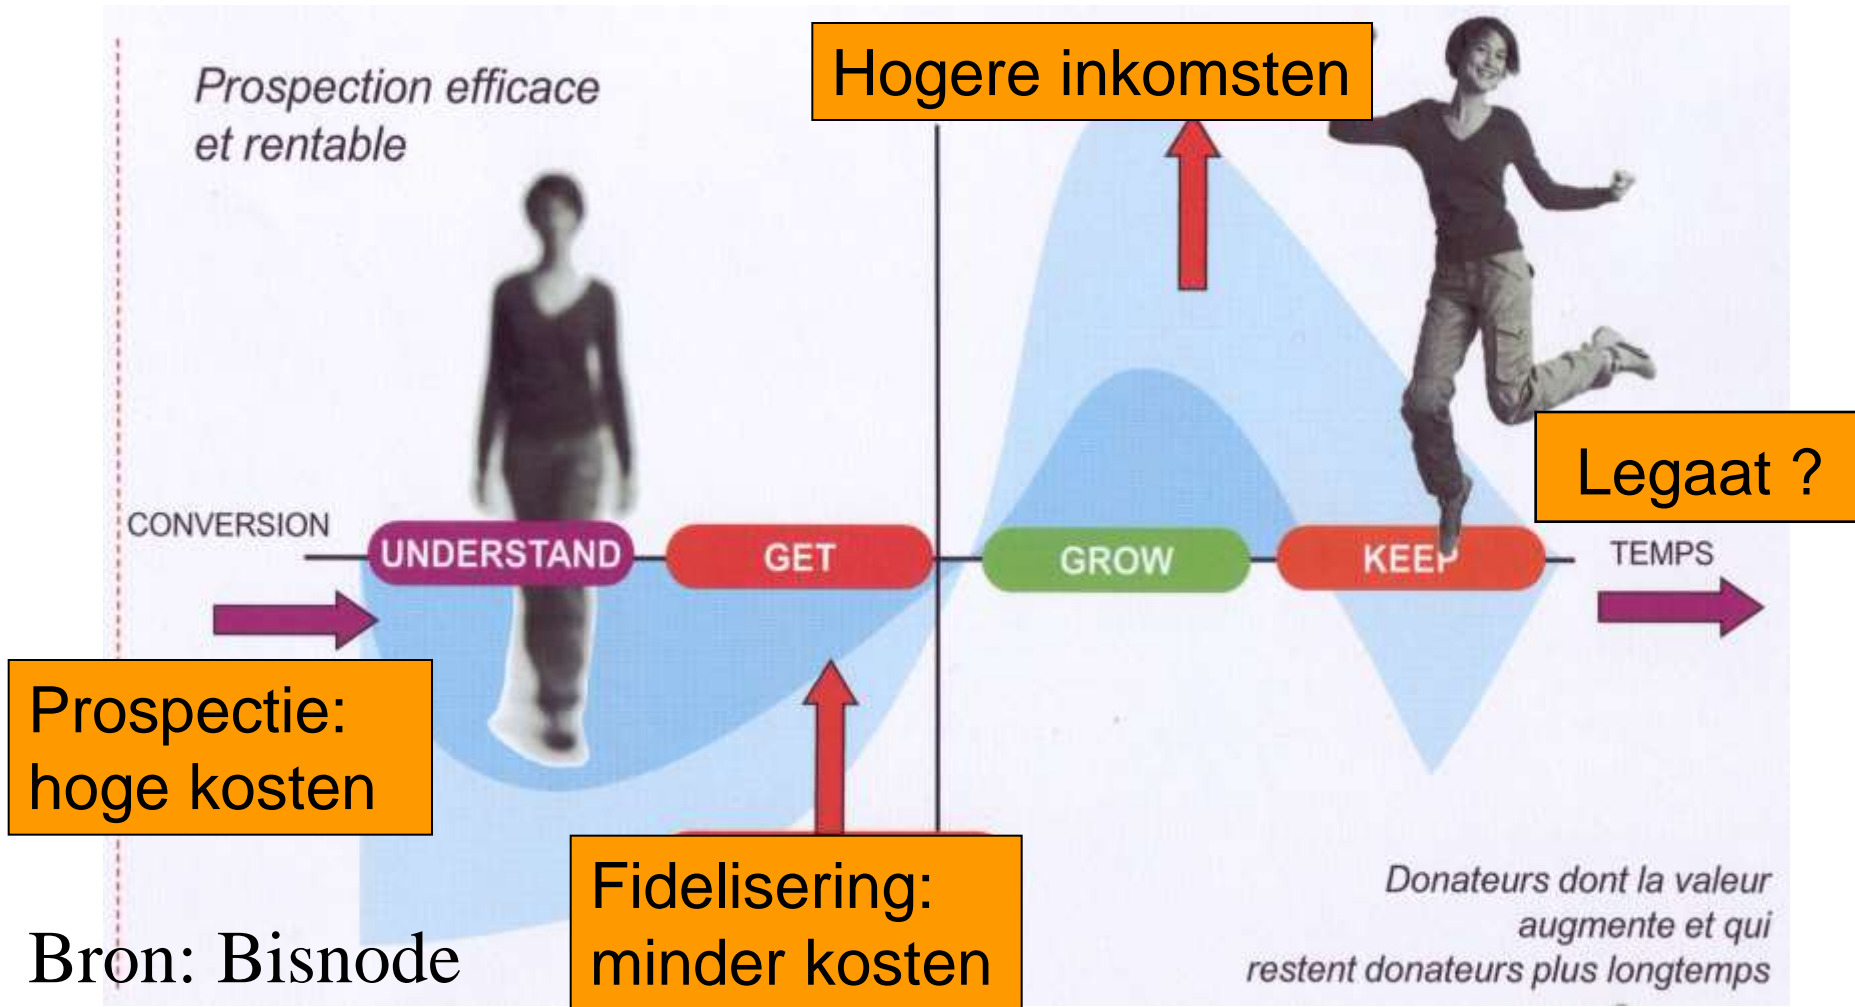 Prospection efficace
et rentable
Hogere inkomsten
Legaat ?
CONVERSION
UNDERSTAND
GET
GROW
KEEP
TEMPS
Prospectie:
hoge kosten
Fidelisering:
minder kosten
Donateurs dont la valeur
augmente et qui
restent donateurs plus longtemps
Bron: Bisnode